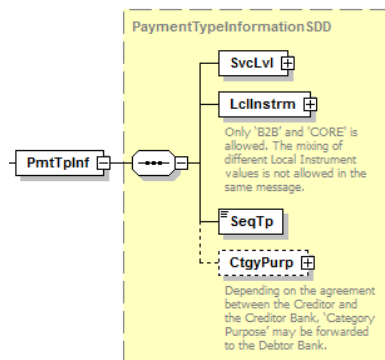 PaymentTypeInformationSDD
SvcLvl
LclInstrm
Only 'B2B' and 'CORE' is
allowed. The mixing of
different Local Instrument
values is not allowed in the
same message.
PmtTpInf
SeqTp
CtgyPurp
Depending on the agreement
between the Creditor and
the Creditor Bank, 'Category
Purpose' may be forwarded
to the Debtor Bank.